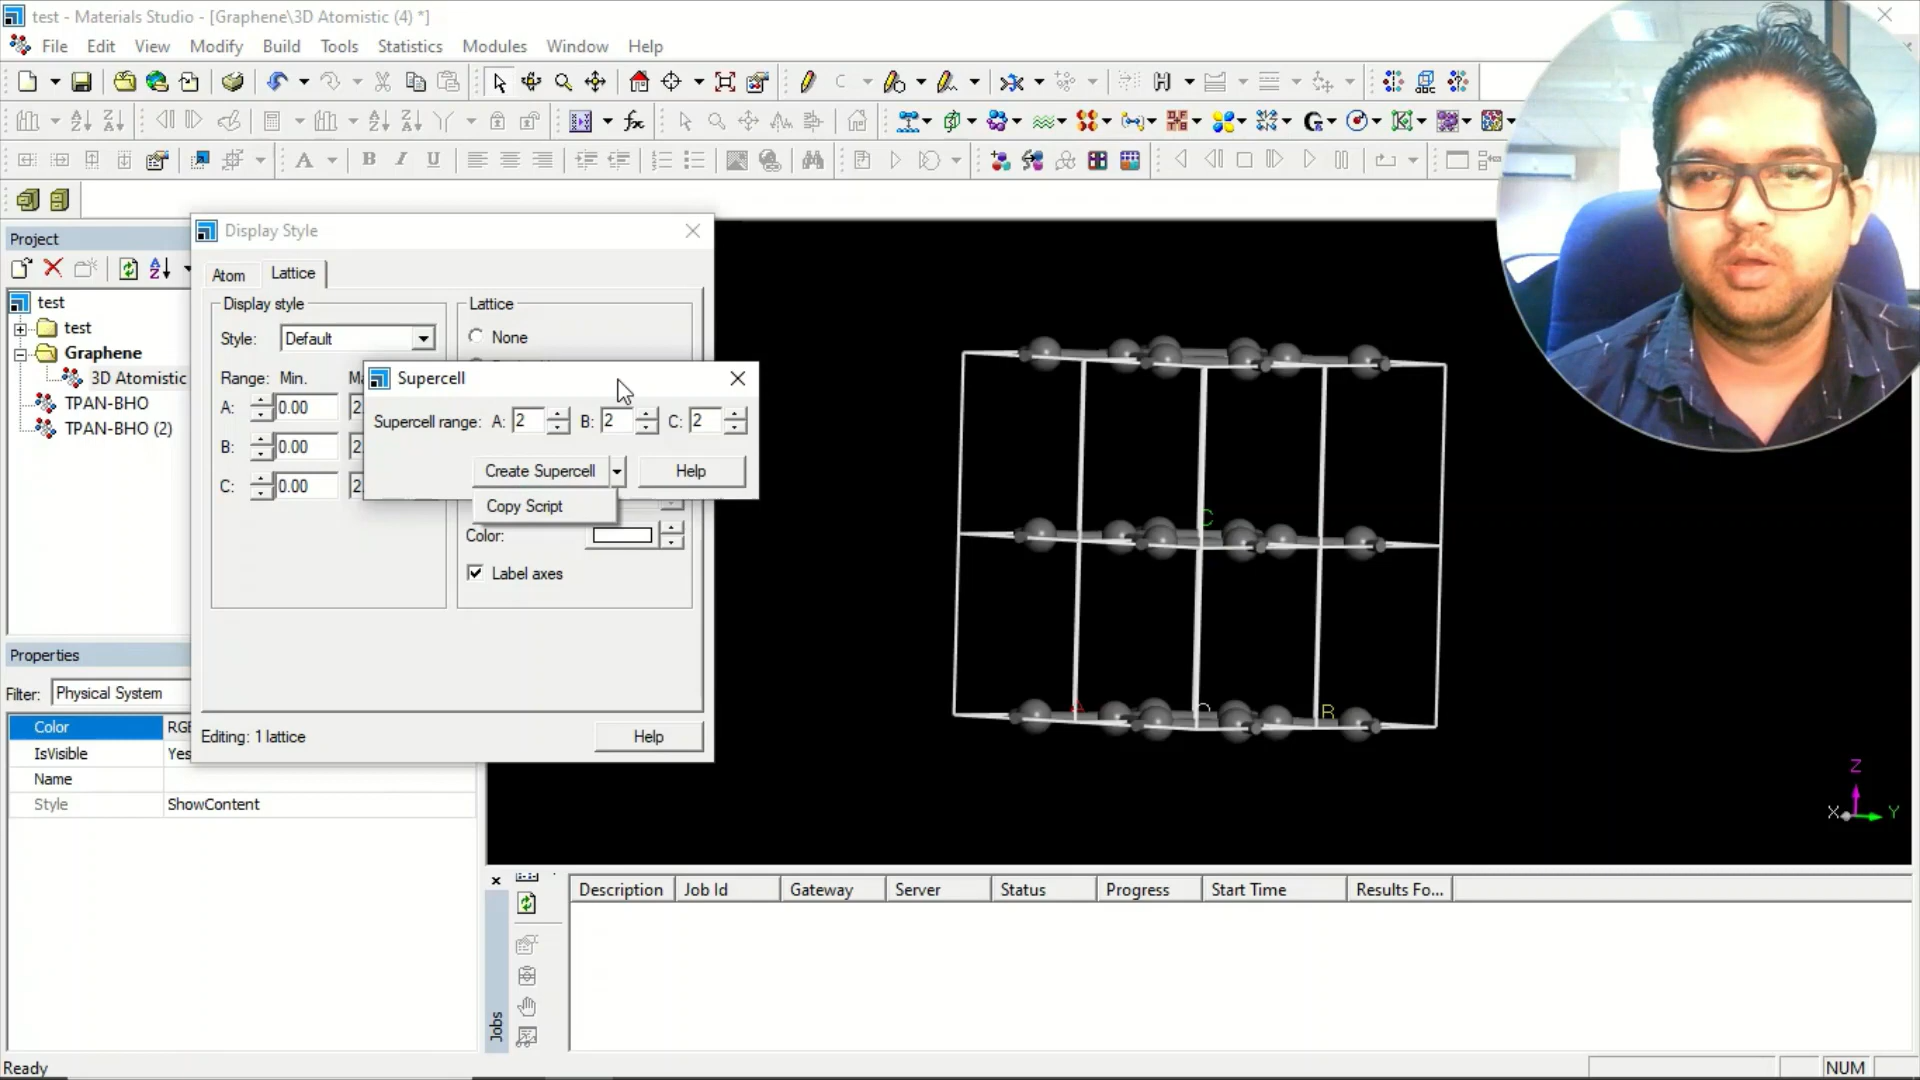 test - Materials Studio - [Graphene\3D Atomistic (4) *]
File Edit View Modify Build Tools Statistics Modules Window Help
Project
test
test
Graphene
3D Atomistic
TPAN-BHO
TPAN-BHO (2)
Properties
Filter: Physical System
Color RGB
IsVisible Yes
Name
Style ShowContent
Display Style
Atom Lattice
Display style
Style: Default
Range: Min.
A: 0.00
B: 0.00
C: 0.00
Lattice
None
Color:
Label axes
Editing: 1 lattice
Help
Supercell
Supercell range: A: 2 B: 2 C: 2
Create Supercell Help
Copy Script
C
A O B
Z
X Y
Jobs
Description Job Id Gateway Server Status Progress Start Time Results Fo...
Ready
NUM